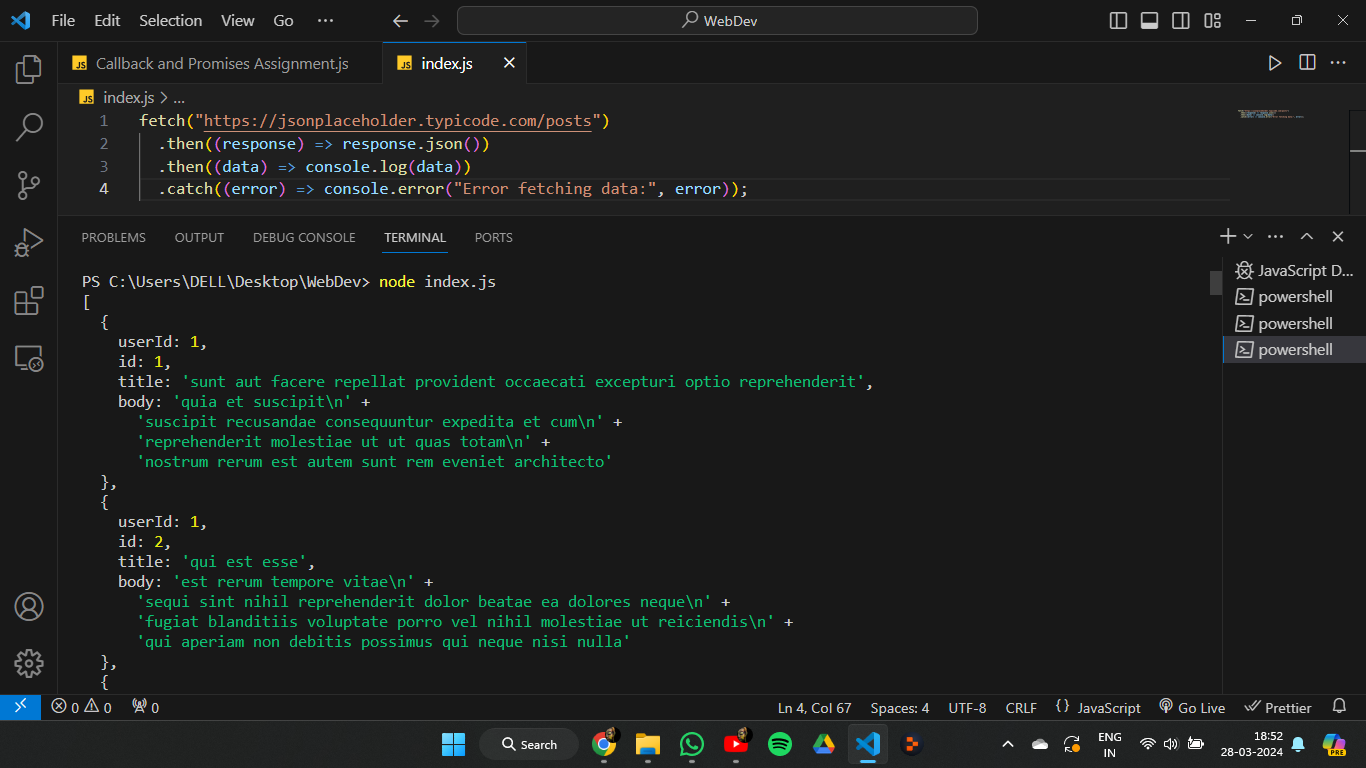 File Edit Selection View Go ··· WebDev
Callback and Promises Assignment.js index.js
index.js > ...
1 fetch("https://jsonplaceholder.typicode.com/posts")
2 .then((response) => response.json())
3 .then((data) => console.log(data))
4 .catch((error) => console.error("Error fetching data:", error));
PROBLEMS OUTPUT DEBUG CONSOLE TERMINAL PORTS
PS C:\Users\DELL\Desktop\WebDev> node index.js
[
{
userId: 1,
id: 1,
title: 'sunt aut facere repellat provident occaecati excepturi optio reprehenderit',
body: 'quia et suscipit\n' +
'suscipit recusandae consequuntur expedita et cum\n' +
'reprehenderit molestiae ut ut quas totam\n' +
'nostrum rerum est autem sunt rem eveniet architecto'
},
{
userId: 1,
id: 2,
title: 'qui est esse',
body: 'est rerum tempore vitae\n' +
'sequi sint nihil reprehenderit dolor beatae ea dolores neque\n' +
'fugiat blanditiis voluptate porro vel nihil molestiae ut reiciendis\n' +
'qui aperiam non debitis possimus qui neque nisi nulla'
},
{
JavaScript D...
powershell
powershell
powershell
0 0 0 Ln 4, Col 67 Spaces: 4 UTF-8 CRLF {} JavaScript Go Live Prettier
Search
ENG
IN
18:52
28-03-2024
PRE